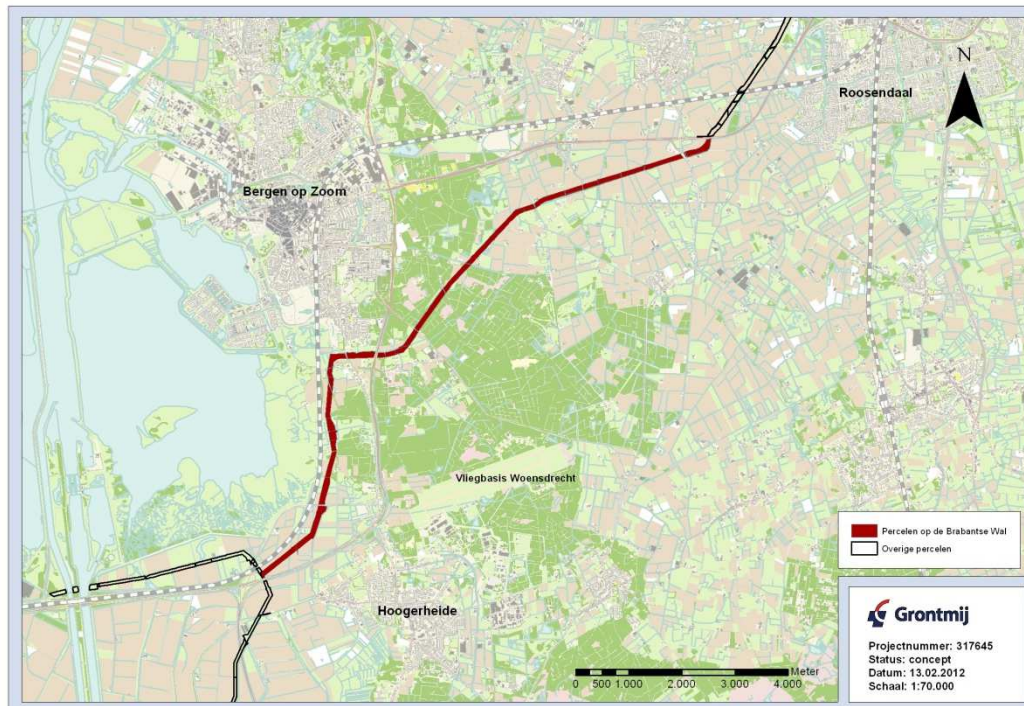 N
Roosendaal
Bergen op Zoom
Vliegbasis Woensdrecht
Percelen op de Brabantse Wal
Overige percelen
Hoogerheide
Grontmij
Projectnummer: 317645
Status: concept
Datum: 13.02.2012
Schaal: 1:70.000
Meter
0 500 1.000 2.000 3.000 4.000